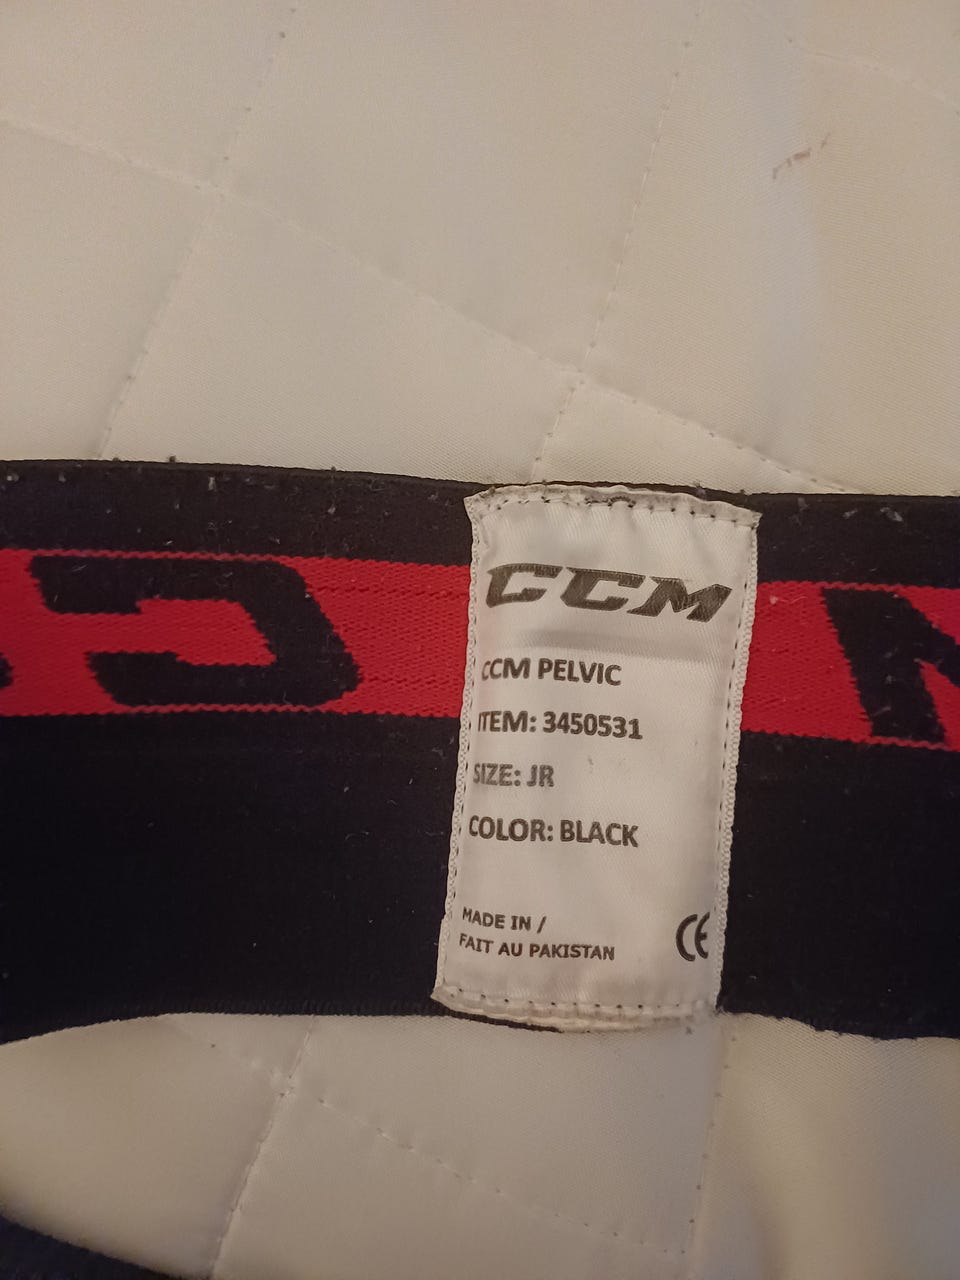 CCM
CCM PELVIC
ITEM: 3450531
SIZE: JR
COLOR: BLACK
MADE IN /
FAIT AU PAKISTAN
CE